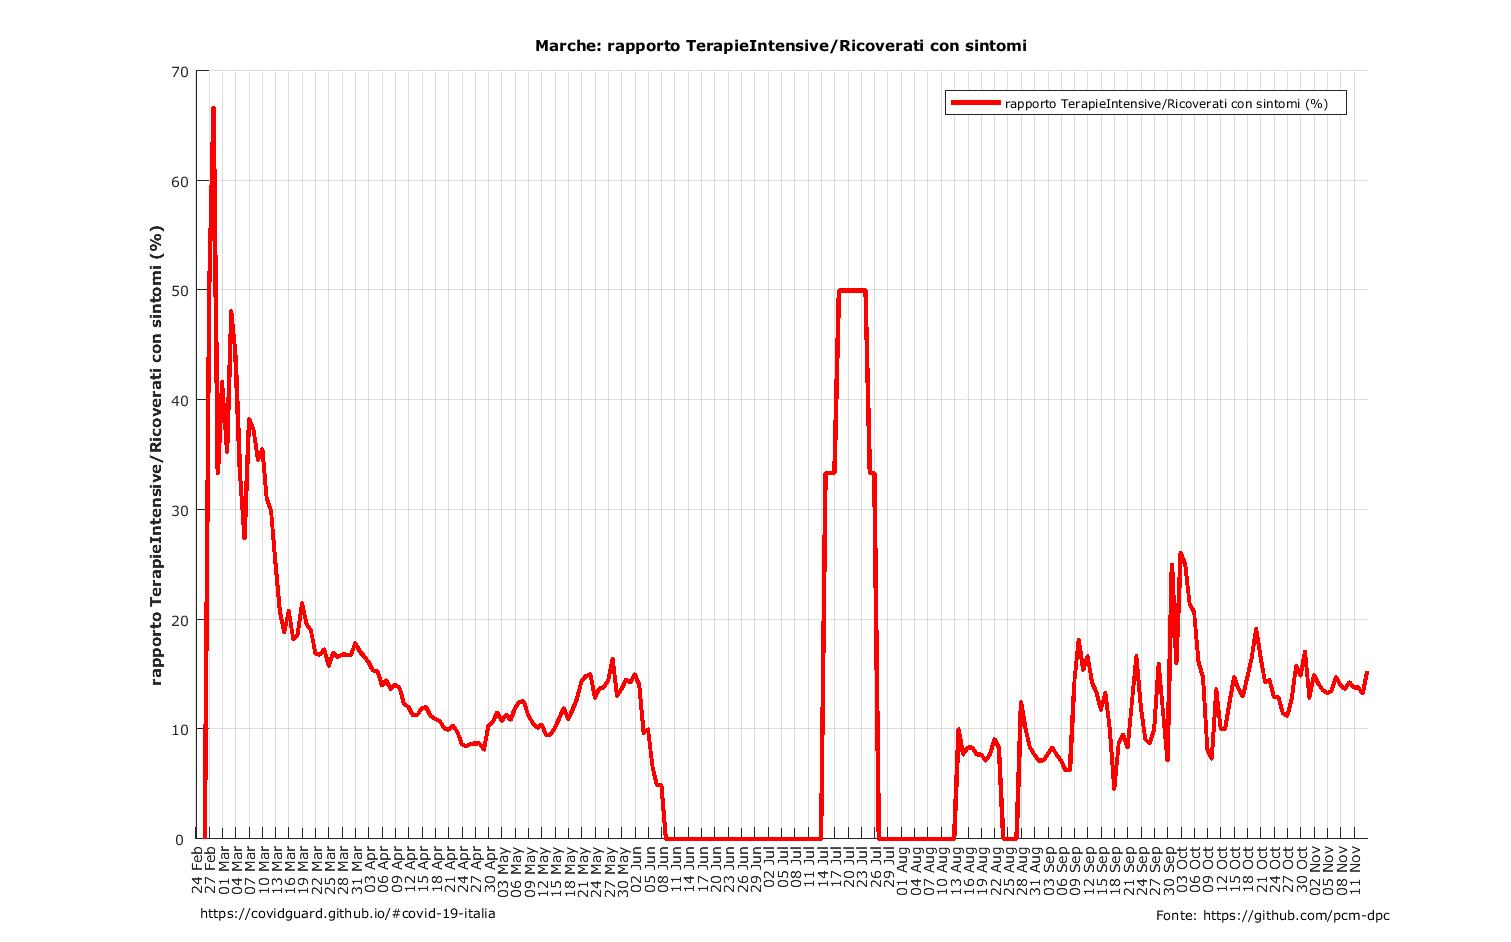 Marche: rapporto TerapieIntensive/Ricoverati con sintomi
rapporto TerapieIntensive/Ricoverati con sintomi (%)
rapporto TerapieIntensive/Ricoverati con sintomi (%)
70
60
50
40
30
20
10
0
24 Feb
27 Feb
01 Mar
04 Mar
07 Mar
10 Mar
13 Mar
16 Mar
19 Mar
22 Mar
25 Mar
28 Mar
31 Mar
03 Apr
06 Apr
09 Apr
12 Apr
15 Apr
18 Apr
21 Apr
24 Apr
27 Apr
30 Apr
03 May
06 May
09 May
12 May
15 May
18 May
21 May
24 May
27 May
30 May
02 Jun
05 Jun
08 Jun
11 Jun
14 Jun
17 Jun
20 Jun
23 Jun
26 Jun
29 Jun
02 Jul
05 Jul
08 Jul
11 Jul
14 Jul
17 Jul
20 Jul
23 Jul
26 Jul
29 Jul
01 Aug
04 Aug
07 Aug
10 Aug
13 Aug
16 Aug
19 Aug
22 Aug
25 Aug
28 Aug
31 Aug
03 Sep
06 Sep
09 Sep
12 Sep
15 Sep
18 Sep
21 Sep
24 Sep
27 Sep
30 Sep
03 Oct
06 Oct
09 Oct
12 Oct
15 Oct
18 Oct
21 Oct
24 Oct
27 Oct
30 Oct
02 Nov
05 Nov
08 Nov
11 Nov
https://covidguard.github.io/#covid-19-italia
Fonte: https://github.com/pcm-dpc